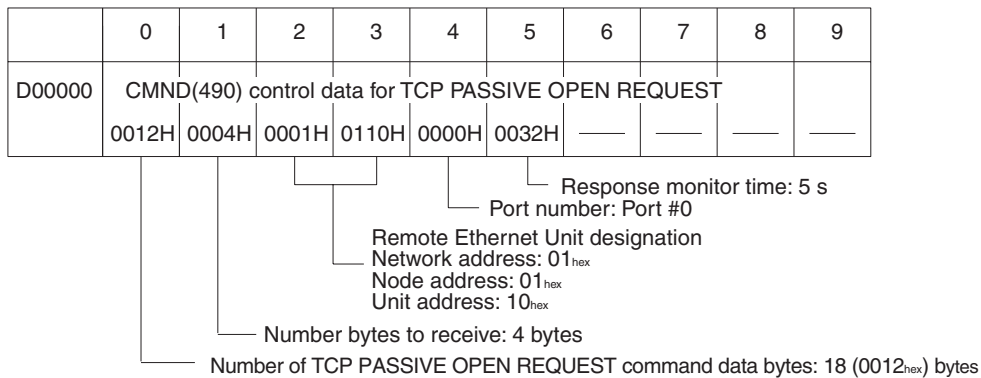 0 1 2 3 4 5 6 7 8 9
D00000 CMND(490) control data for TCP PASSIVE OPEN REQUEST
0012H 0004H 0001H 0110H 0000H 0032H —— —— —— ——
Response monitor time: 5 s
Port number: Port #0
Remote Ethernet Unit designation
Network address: 01hex
Node address: 01hex
Unit address: 10hex
Number bytes to receive: 4 bytes
Number of TCP PASSIVE OPEN REQUEST command data bytes: 18 (0012hex) bytes